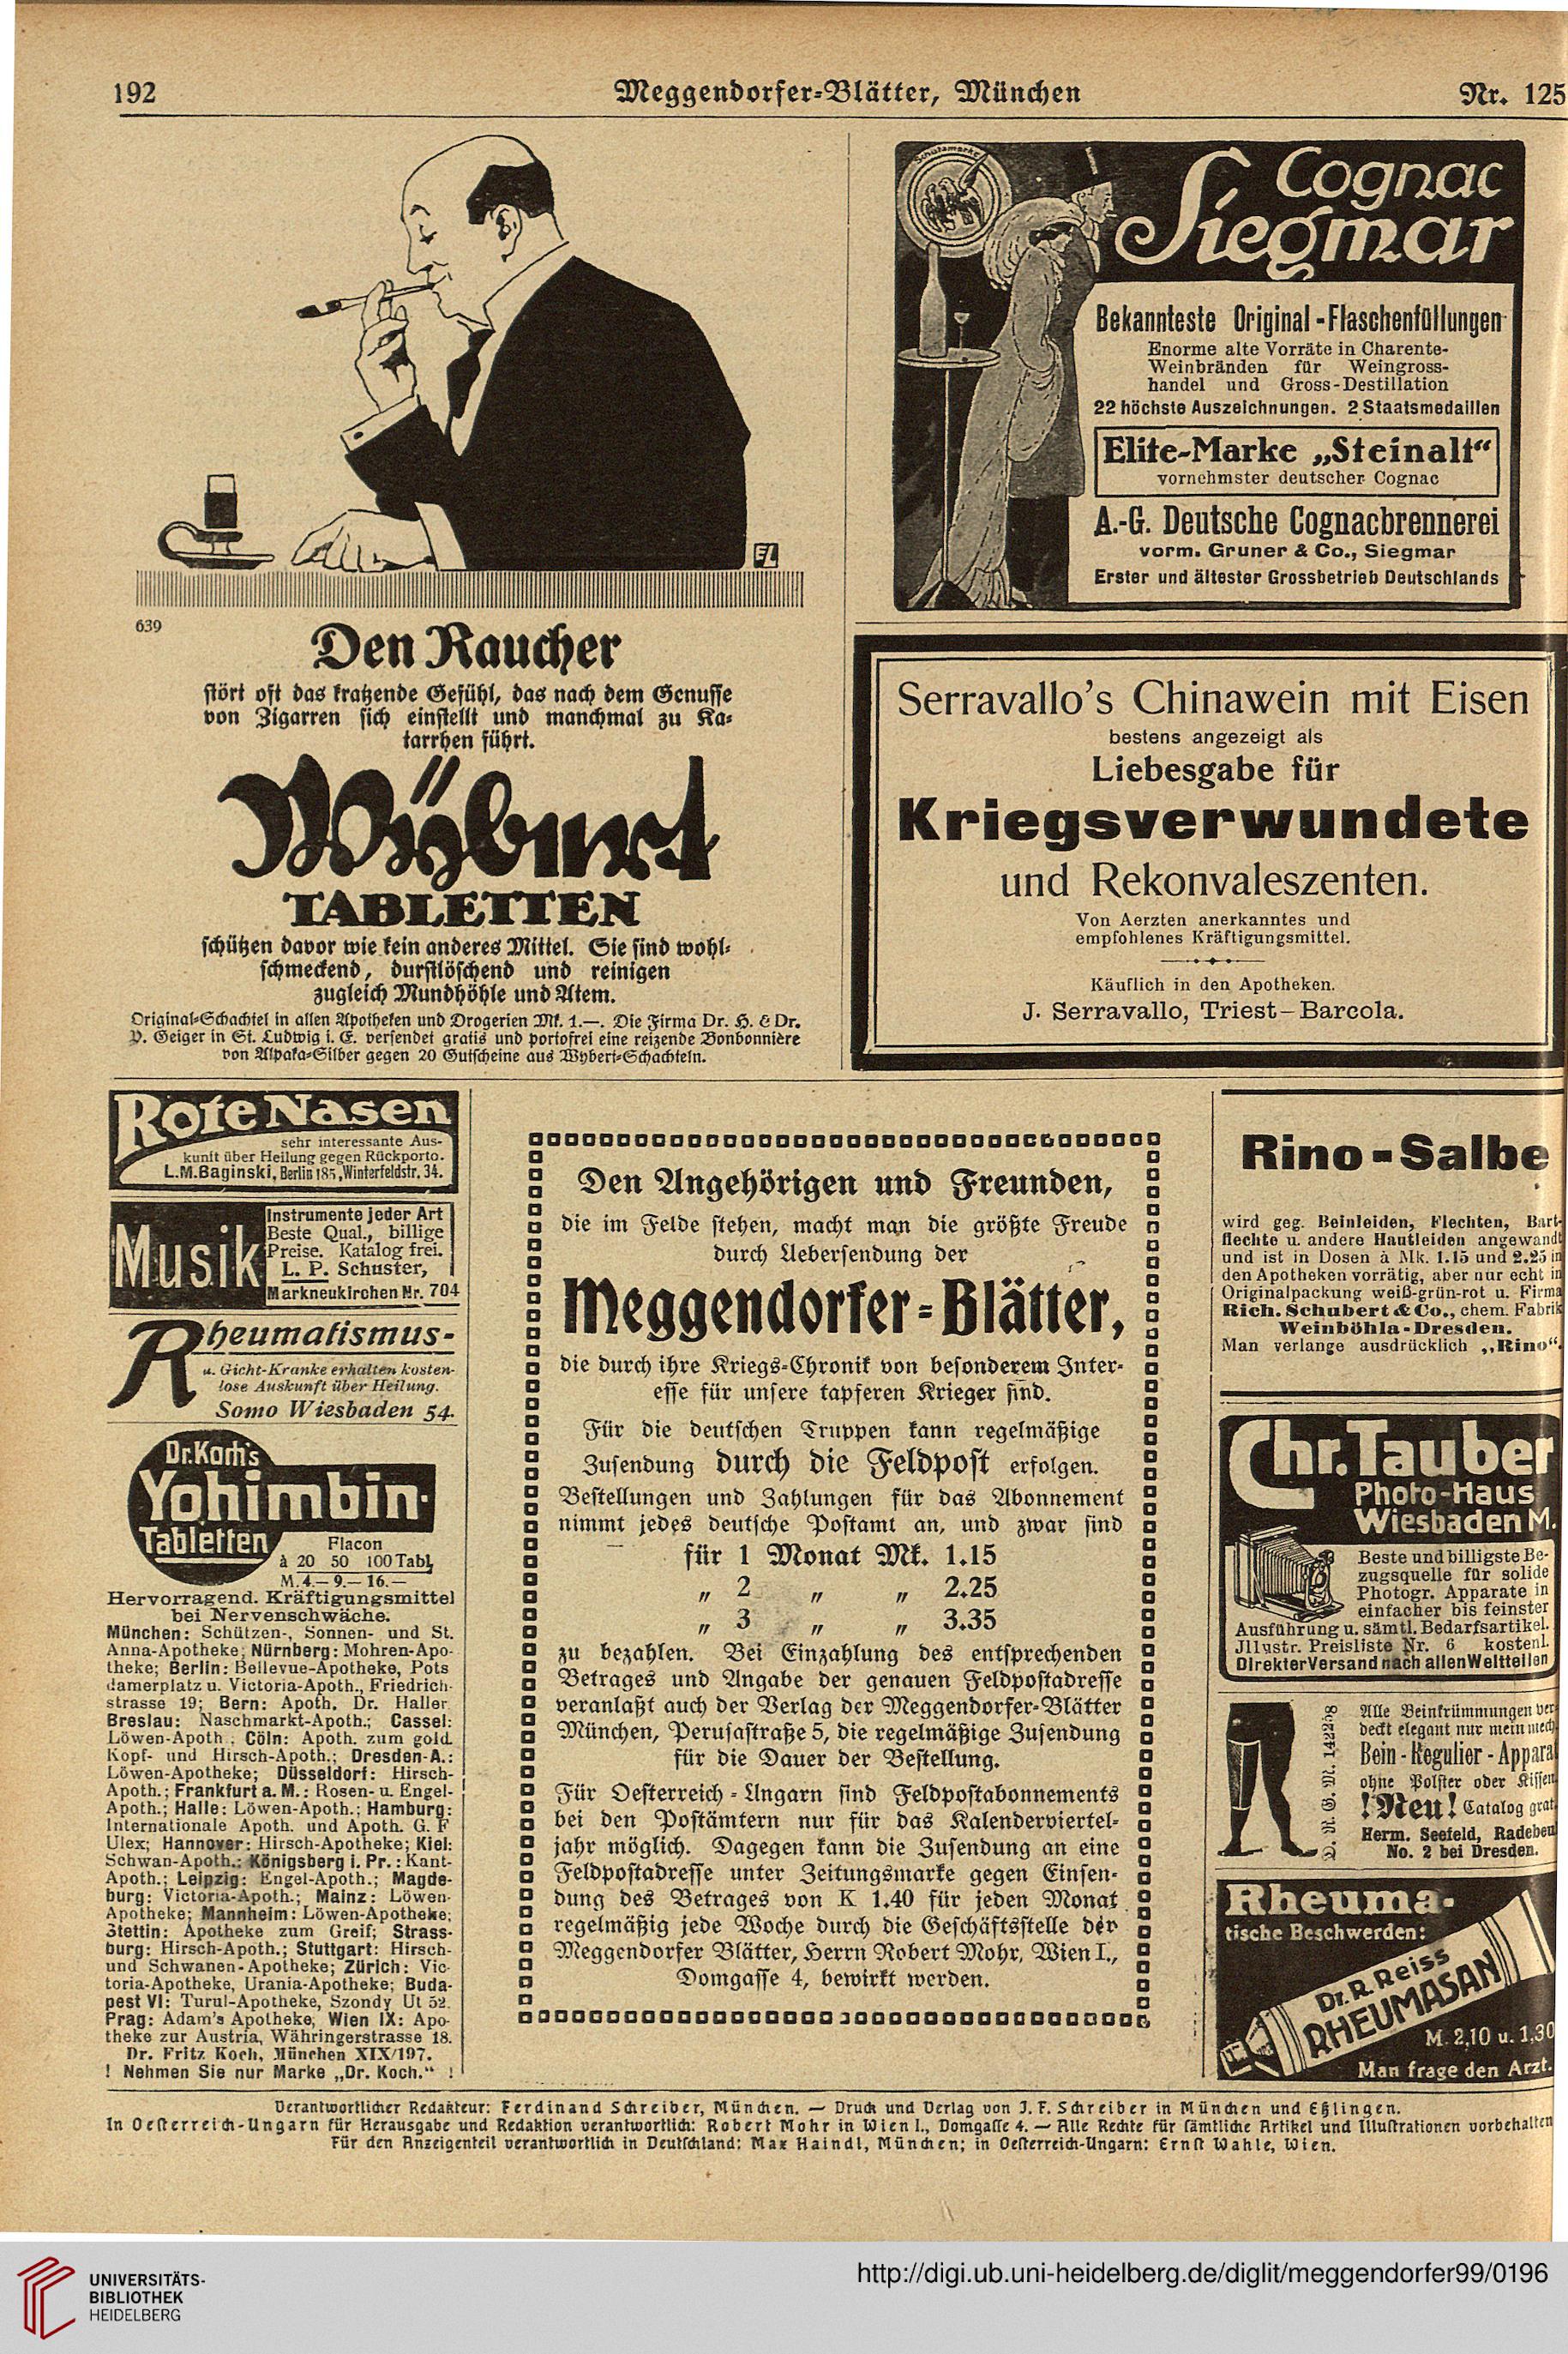 192
Meggendorfer-Blätter, München
Nr. 125
EL
639
Den Raucher
stört oft das kratzende Gefühl, das nach dem Genusse
von Zigarren sich einstellt und manchmal zu Ka-
tarrhen führt.
Wybert
TABLETTEN
schützen davor wie kein anderes Mittel. Sie sind wohl-
schmeckend, durstlöschend und reinigen
zugleich Mundhöhle und Atem.
Original-Schachtel in allen Apotheken und Drogerien Mk. 1.—. Die Firma Dr. H. & Dr.
P. Geiger in St. Ludwig i. E. versendet gratis und portofrei eine reizende Bonbonnière
von Alpaka-Silber gegen 20 Gutscheine aus Wybert-Schachteln.
Schutzmarke
Cognac
Siegmar
Bekannteste Original-Flaschenfüllungen
Enorme alte Vorräte in Charente-
Weinbränden für Weingross-
handel und Gross-Destillation
22 höchste Auszeichnungen. 2 Staatsmedaillen
Elite-Marke „Steinalt“
vornehmster deutscher Cognac
A.-G. Deutsche Cognacbrennerei
vorm. Gruner & Co., Siegmar
Erster und ältester Grossbetrieb Deutschlands
Serravallo's Chinawein mit Eisen
bestens angezeigt als
Liebesgabe für
Kriegsverwundete
und Rekonvaleszenten.
Von Aerzten anerkanntes und
empfohlenes Kräftigungsmittel.
Käuflich in den Apotheken.
J. Serravallo, Triest-Barcola.
Rote Nasen
sehr interessante Aus-
kunft über Heilung gegen Rückporto.
L.M.Baginski, Berlin 185, Winterfeldstr. 34.
Musik
Instrumente jeder Art
Beste Qual., billige
Preise. Katalog frei.
L. P. Schuster,
Markneukirchen Nr. 704
Rheumatismus-
u. Gicht-Kranke erhalten kosten-
lose Auskunft über Heilung.
Somo Wiesbaden 54.
Dr. Koch's
Yohimbin-
Tabletten
Flacon
à 20 50 100 Tabl.
M. 4.— 9.— 16.—
Hervorragend. Kräftigungsmittel
bei Nervenschwäche.
München: Schützen-, Sonnen- und St.
Anna-Apotheke; Nürnberg: Mohren-Apo-
theke; Berlin: Bellevue-Apotheke, Pots
damerplatz u. Victoria-Apoth., Friedrich-
strasse 19; Bern: Apoth. Dr. Haller
Breslau: Naschmarkt-Apoth.; Cassel:
Löwen-Apoth.; Cöln: Apoth. zum gold.
Kopf- und Hirsch-Apoth.; Dresden-A.:
Löwen-Apotheke; Düsseldorf: Hirsch-
Apoth.; Frankfurt a. M.: Rosen- u. Engel-
Apoth.; Halle: Löwen-Apoth.; Hamburg:
Internationale Apoth. und Apoth. G. F
Ulex; Hannover: Hirsch-Apotheke; Kiel:
Schwan-Apoth.; Königsberg i. Pr.: Kant-
Apoth.; Leipzig: Engel-Apoth.; Magde-
burg: Victoria-Apoth.; Mainz: Löwen-
Apotheke; Mannheim: Löwen-Apotheke;
Stettin: Apotheke zum Greif; Strass-
burg: Hirsch-Apoth.; Stuttgart: Hirsch-
und Schwanen-Apotheke; Zürich: Vic-
toria-Apotheke, Urania-Apotheke; Buda-
pest VI: Turul-Apotheke, Szondy Ut 52.
Prag: Adam's Apotheke; Wien IX: Apo-
theke zur Austria, Währingerstrasse 18.
Dr. Fritz Koch, München XIX/197.
! Nehmen Sie nur Marke „Dr. Koch.“ !
Den Angehörigen und Freunden,
die im Felde stehen, macht man die größte Freude
durch Uebersendung der
Meggendorfer-Blätter,
die durch ihre Kriegs-Chronik von besonderem Inter-
esse für unsere tapferen Krieger sind.
Für die deutschen Truppen kann regelmäßige
Zusendung durch die Feldpost erfolgen.
Bestellungen und Zahlungen für das Abonnement
nimmt jedes deutsche Postamt an, und zwar sind
für 1 Monat Mk. 1.15
„ 2 „ „ 2.25
„ 3 „ „ 3.35
zu bezahlen. Bei Einzahlung des entsprechenden
Betrages und Angabe der genauen Feldpostadresse
veranlaßt auch der Verlag der Meggendorfer-Blätter
München, Perusastraße 5, die regelmäßige Zusendung
für die Dauer der Bestellung.
Für Oesterreich-Ungarn sind Feldpostabonnements
bei den Postämtern nur für das Kalenderviertel-
jahr möglich. Dagegen kann die Zusendung an eine
Feldpostadresse unter Zeitungsmarke gegen Einsen-
dung des Betrages von K 1.40 für jeden Monat
regelmäßig jede Woche durch die Geschäftsstelle der
Meggendorfer Blätter, Herrn Robert Mohr, Wien I.,
Domgasse 4, bewirkt werden.
Rino-Salbe
wird geg. Beinleiden, Flechten, Bart-
flechte u. andere Hautleiden angewandt
und ist in Dosen à Mk. 1.15 und 2.25 in
den Apotheken vorrätig, aber nur echt in
Originalpackung weiß-grün-rot u. Firma
Rich. Schubert & Co., chem. Fabrik
Weinböhla-Dresden.
Man verlange ausdrücklich „Rino“.
Chr. Tauber
Photo-Haus
Wiesbaden M.
Beste und billigste Be-
zugsquelle für solide
Photogr. Apparate in
einfacher bis feinster
Ausführung u. sämtl. Bedarfsartikel.
Jllustr. Preisliste Nr. 6 kostenl.
Direkter Versand nach allen Weltteilen
D. R. G. M. 142258
Alle Beinkrümmungen ver-
deckt elegant nur mein mech.
Bein-Regulier-Apparat
ohne Polster oder Kissen
!Neu! Catalog grat.
Herm. Seefeld, Radebeul
No. 2 bei Dresden.
Rheuma-
tische Beschwerden:
Dr. R. Reiss
RHEUMASAN
M. 2,10 u. 1,30
Man frage den Arzt.
Verantwortlicher Redakteur: Ferdinand Schreiber, München. — Druck und Verlag von J. F. Schreiber in München und Eßlingen.
In Oesterreich-Ungarn für Herausgabe und Redaktion verantwortlich: Robert Mohr in Wien I., Domgasse 4. — Alle Rechte für sämtliche Artikel und Illustrationen vorbehalten
Für den Anzeigenteil verantwortlich in Deutschland: Max Haindl, München; in Oesterreich-Ungarn: Ernst Wahle, Wien.
UNIVERSITÄTS-
BIBLIOTHEK
HEIDELBERG
http://digi.ub.uni-heidelberg.de/diglit/meggendorfer99/0196